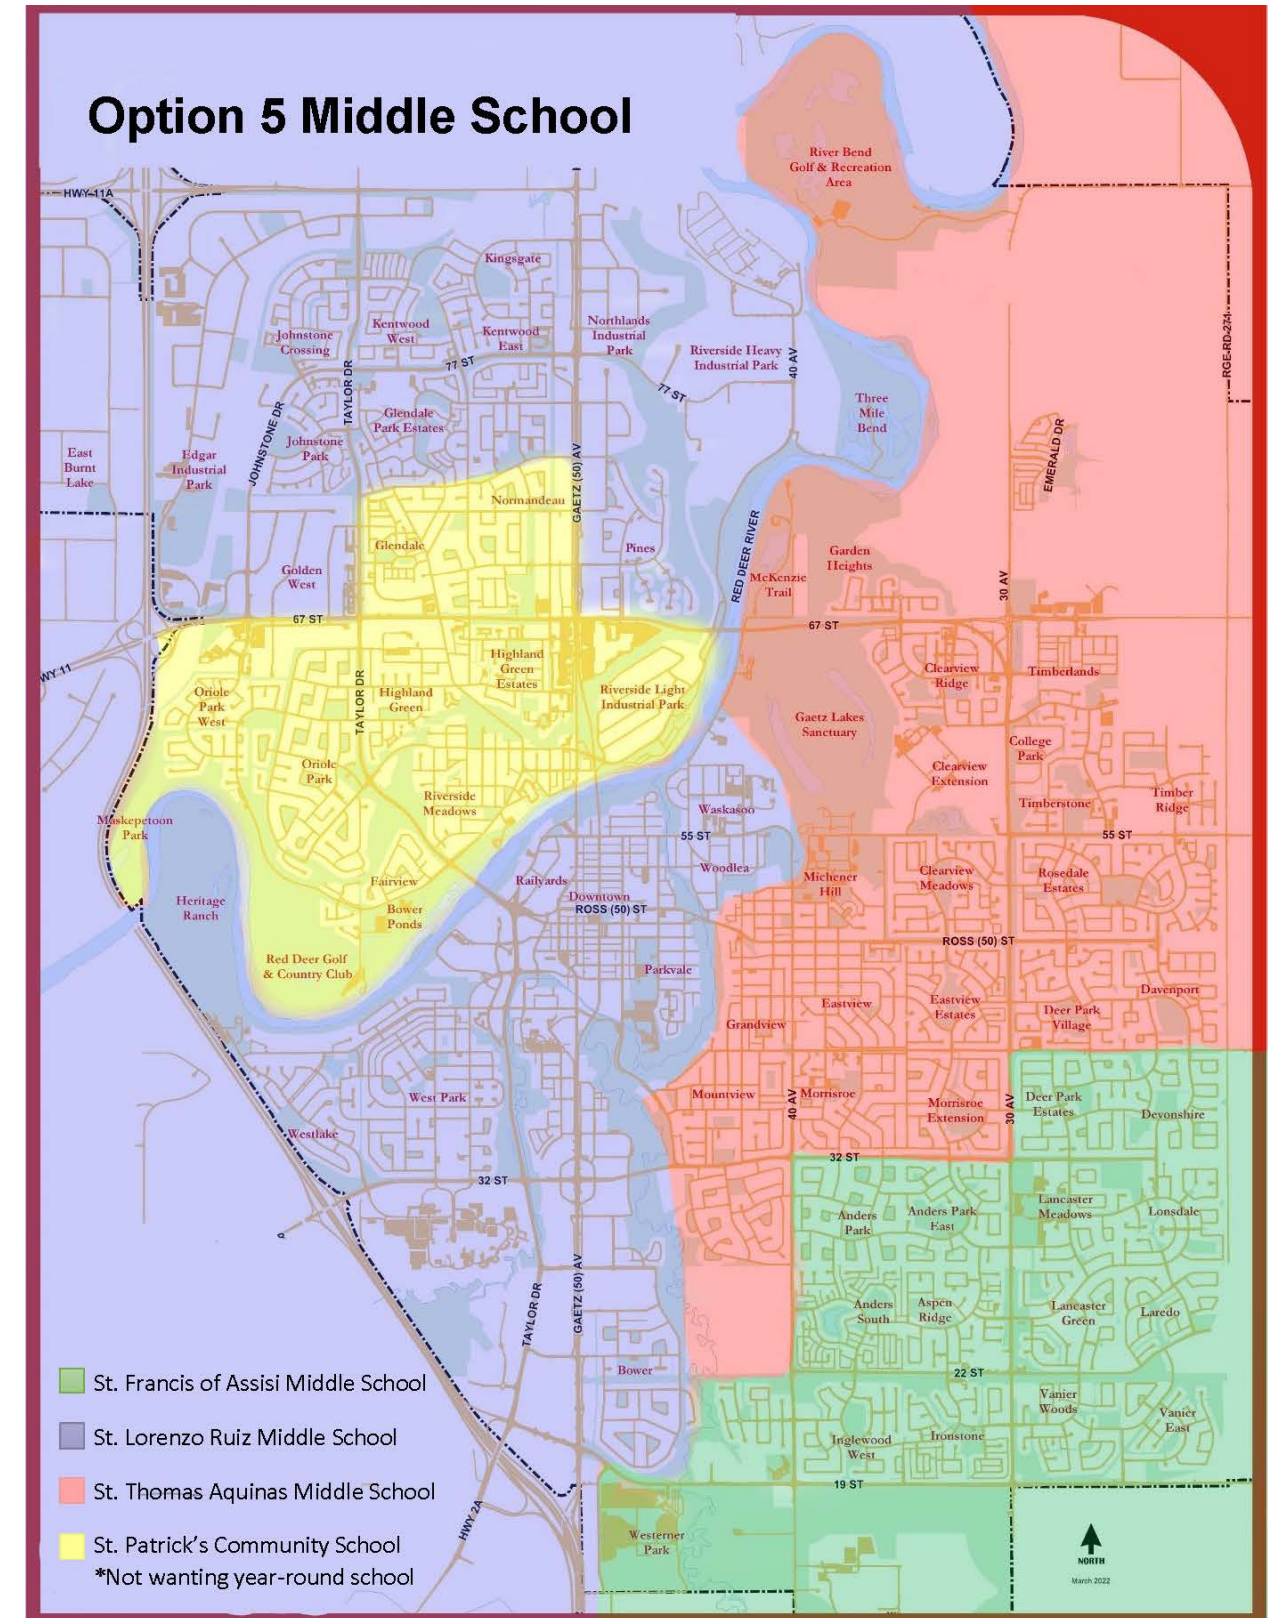 Option 5 Middle School
River Bend
Golf & Recreation
Area
HWY 11A
Kingsgate
Johnstone
Crossing
Kentwood
West
Kentwood
East
Northlands
Industrial
Park
Riverside Heavy
Industrial Park
40 AV
77 ST
77 ST
TAYLOR DR
RGE-RD-274
Three
Mile
Bend
Glendale
Park Estates
JOHNSTONE DR
Johnstone
Park
East
Burnt
Lake
Edgar
Industrial
Park
GAETZ (50) AV
EMERALD DR
Normandeau
Glendale
Pines
RED DEER RIVER
Garden
Heights
McKenzie
Trail
Golden
West
30 AV
67 ST
67 ST
WY 11
Highland
Green
Estates
Clearview
Ridge
Timberlands
Oriole
Park
West
TAYLOR DR
Highland
Green
Riverside Light
Industrial Park
Gaetz Lakes
Sanctuary
College
Park
Oriole
Park
Clearview
Extension
Riverside
Meadows
Waskasoo
Timberstone
Timber
Ridge
Maskepetoon
Park
55 ST
55 ST
Woodlea
Michener
Hill
Clearview
Meadows
Rosedale
Estates
Fairview
Railyards
Downtown
ROSS (50) ST
Heritage
Ranch
Bower
Ponds
ROSS (50) ST
Red Deer Golf
& Country Club
Parkvale
Davenport
Eastview
Eastview
Estates
Deer Park
Village
Grandview
West Park
Mountview
40 AV
Morrisroe
Morrisroe
Extension
30 AV
Deer Park
Estates
Devonshire
Westlake
32 ST
32 ST
Anders
Park
Anders Park
East
Lancaster
Meadows
Lonsdale
TAYLOR DR
GAETZ (50) AV
Anders
South
Aspen
Ridge
Lancaster
Green
Laredo
Bower
22 ST
St. Francis of Assisi Middle School
Vanier
Woods
Vanier
East
St. Lorenzo Ruiz Middle School
Inglewood
West
Ironstone
19 ST
St. Thomas Aquinas Middle School
HWY 2A
Westerner
Park
St. Patrick's Community School
*Not wanting year-round school
NORTH
March 2022